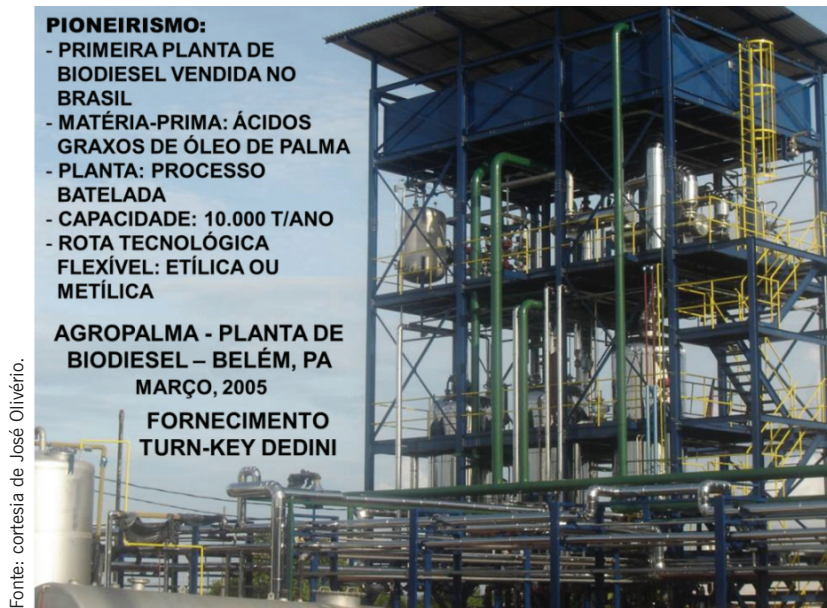 PIONEIRISMO:
- PRIMEIRA PLANTA DE
BIODIESEL VENDIDA NO
BRASIL
- MATÉRIA-PRIMA: ÁCIDOS
GRAXOS DE ÓLEO DE PALMA
- PLANTA: PROCESSO
BATELADA
- CAPACIDADE: 10.000 T/ANO
- ROTA TECNOLÓGICA
FLEXÍVEL: ETÍLICA OU
METÍLICA
AGROPALMA - PLANTA DE
BIODIESEL – BELÉM, PA
MARÇO, 2005
FORNECIMENTO
TURN-KEY DEDINI
Fonte: cortesia de José Olivério.